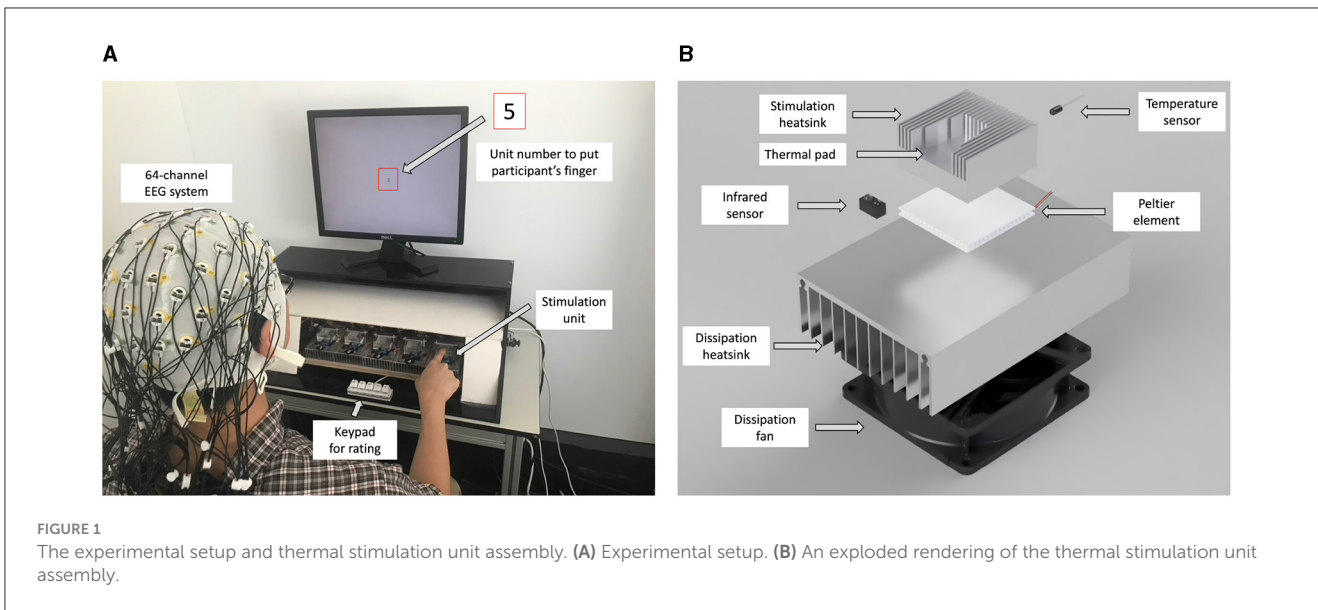 A
B
5
Unit number to put
participant's finger
64-channel
EEG system
Stimulation
unit
Keypad
for rating
Stimulation
heatsink
Temperature
sensor
Thermal pad
Infrared
sensor
Peltier
element
Dissipation
heatsink
Dissipation
fan
FIGURE 1
The experimental setup and thermal stimulation unit assembly. (A) Experimental setup. (B) An exploded rendering of the thermal stimulation unit
assembly.